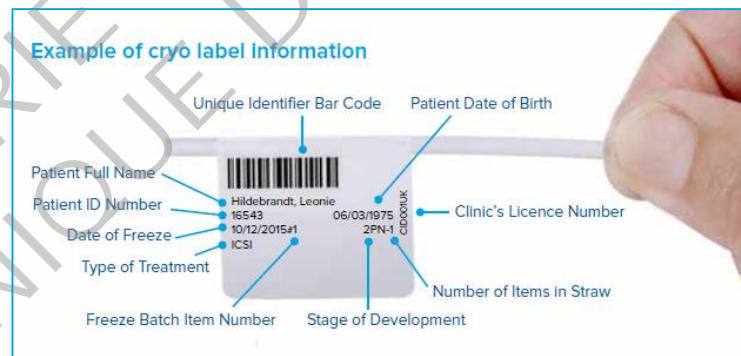 Example of cryo label information
Unique Identifier Bar Code
Patient Date of Birth
Patient Full Name
Patient ID Number
Date of Freeze
Type of Treatment
Hildebrandt, Leonie
16543 06/03/1975
10/12/2015#1 2PN-1
ICSI
CID001UK
Clinic's Licence Number
Number of Items in Straw
Freeze Batch Item Number
Stage of Development